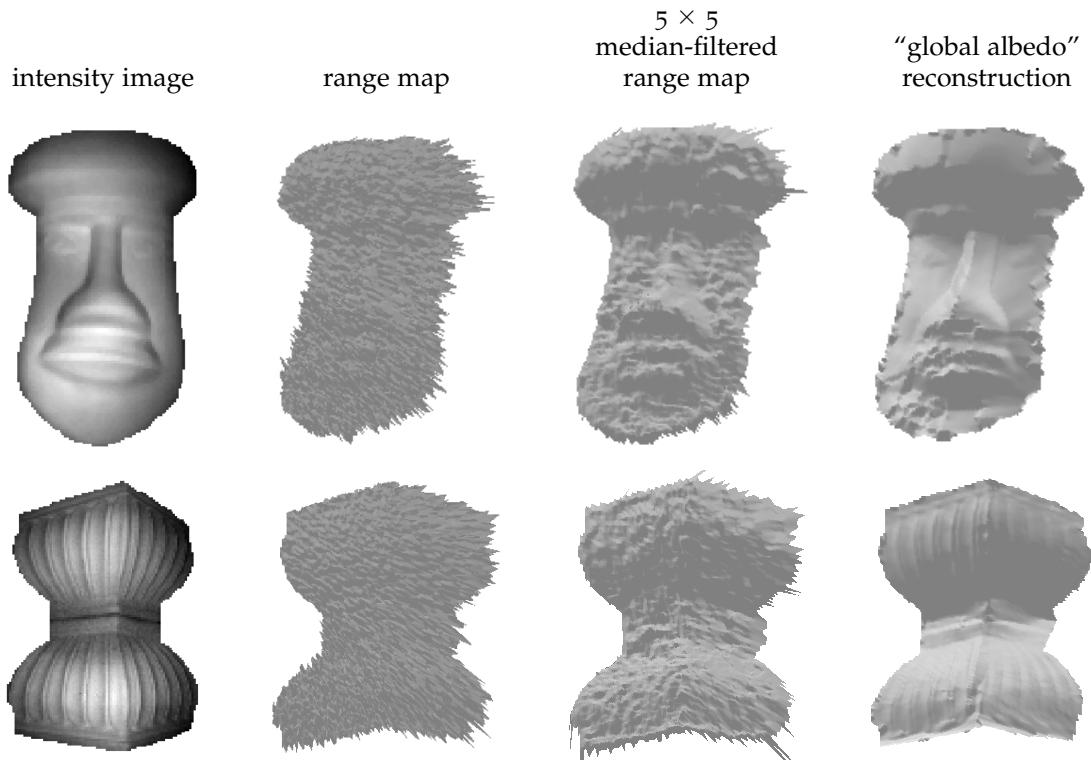 intensity image
range map
5 × 5
median-filtered
range map
“global albedo”
reconstruction